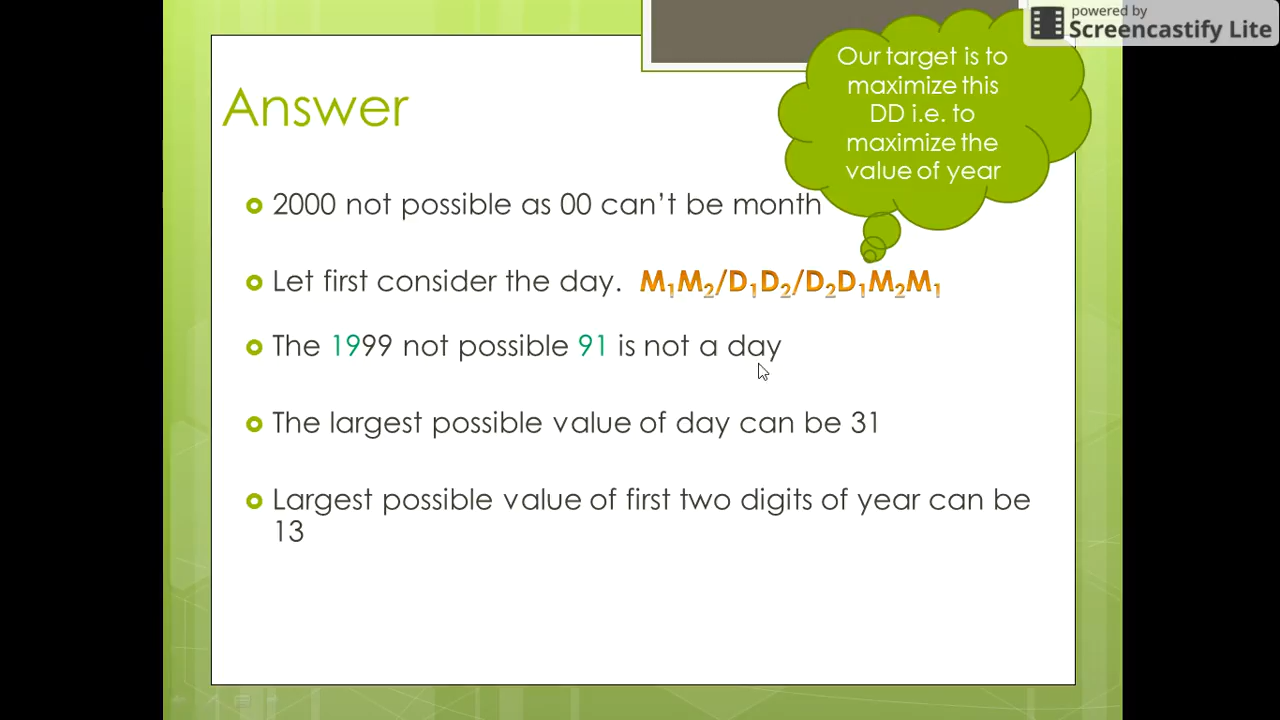 powered by
Screencastify Lite
Our target is to
maximize this
DD i.e. to
maximize the
value of year
Answer
2000 not possible as 00 can’t be month
Let first consider the day. M₁M₂/D₁D₂/D₂D₁M₂M₁
The 1999 not possible 91 is not a day
The largest possible value of day can be 31
Largest possible value of first two digits of year can be
13